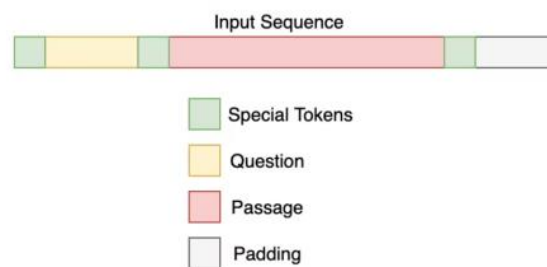 Input Sequence
Special Tokens
Question
Passage
Padding